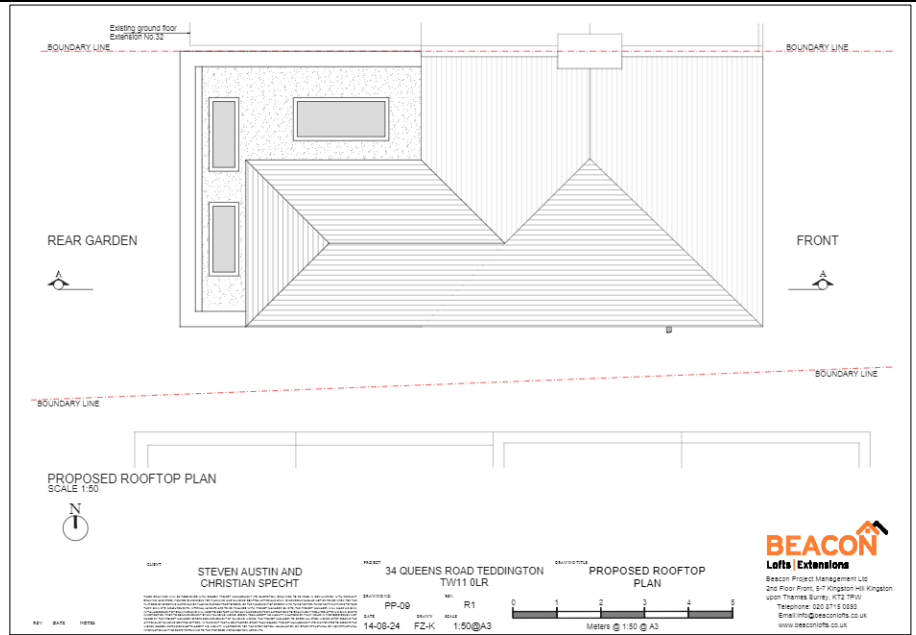 Existing ground floor
Extension No.32
BOUNDARY LINE
BOUNDARY LINE
REAR GARDEN
FRONT
A
A
BOUNDARY LINE
BOUNDARY LINE
PROPOSED ROOFTOP PLAN
SCALE 1:50
N
CLIENT
STEVEN AUSTIN AND
CHRISTIAN SPECHT
PROJECT
34 QUEENS ROAD TEDDINGTON
TW11 0LR
DRAWING NO.
PP-09
REV.
R1
DATE
14-08-24
DRAWN
FZ-K
SCALE
1:50@A3
DRAWING TITLE
PROPOSED ROOFTOP
PLAN
0 1 2 3 4 5
Meters @ 1:50 @ A3
BEACON
Lofts | Extensions
Beacon Project Management Ltd
2nd Floor Front, 5-7 Kingston Hill Kingston
upon Thames Surrey, KT2 7PW
Telephone: 020 8715 0893
Email:info@beaconlofts.co.uk
www.beaconlofts.co.uk
REV DATE NOTES